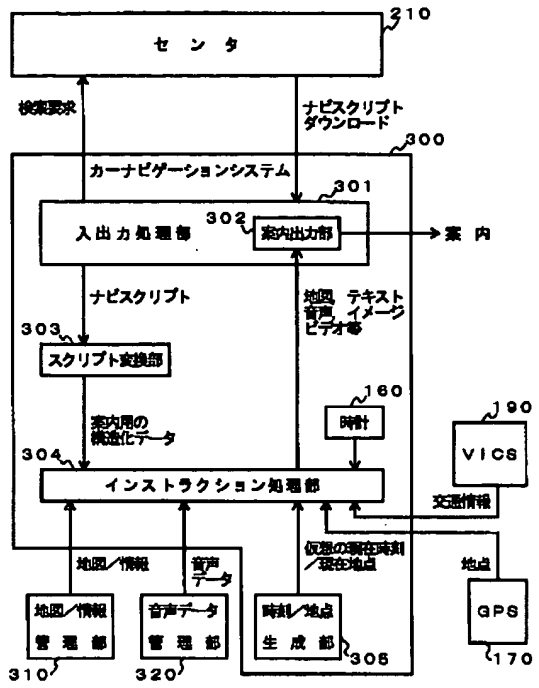 210
センタ
検索要求
ナビスクリプト
ダウンロード
300
カーナビゲーションシステム
301
302
入出力処理部
案内出力部
案内
ナビスクリプト
地図、テキスト
音声、イメージ
ビデオ等
303
スクリプト変換部
160
時計
案内用の
構造化データ
190
VICS
304
インストラクション処理部
交通情報
地図/情報
音声
データ
仮想の現在時刻
/現在地点
地点
地図/情報
管理部
音声データ
管理部
時刻/地点
生成部
GPS
310
320
305
170